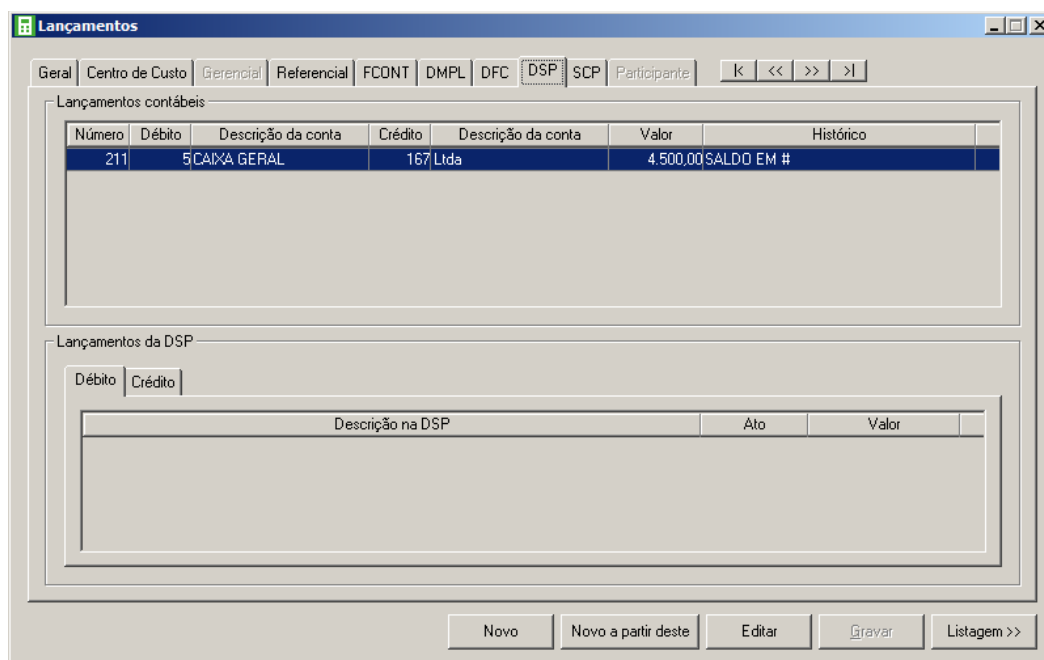 Lançamentos
Geral Centro de Custo Gerencial Referencial FCONT DMPL DFC DSP SCP Participante |< << >> >|
Lançamentos contábeis
Número Débito Descrição da conta Crédito Descrição da conta Valor Histórico
211 5 CAIXA GERAL 167 Ltda 4.500,00 SALDO EM #
Lançamentos da DSP
Débito Crédito
Descrição na DSP Ato Valor
Novo Novo a partir deste Editar Gravar Listagem >>